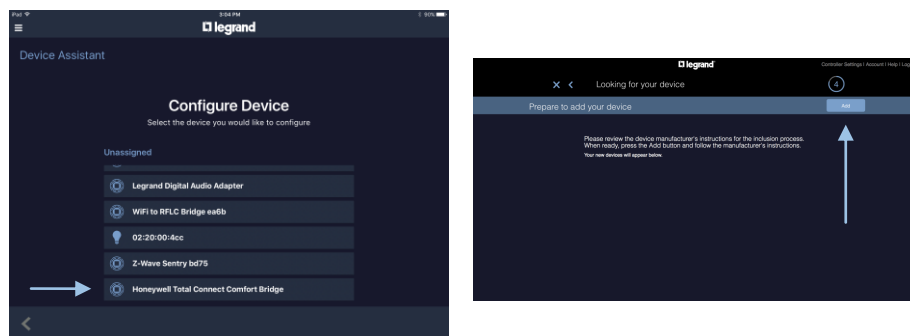 iPad
3:04 PM
90%
legrand
Device Assistant
Configure Device
Select the device you would like to configure
Unassigned
Legrand Digital Audio Adapter
WiFi to RFLC Bridge ea6b
02:20:00:4cc
Z-Wave Sentry bd75
Honeywell Total Connect Comfort Bridge
legrand
Controller Settings | Account | Help | Log
Looking for your device
4
Prepare to add your device
Add
Please review the device manufacturer's instructions for the inclusion process.
When ready, press the Add button and follow the manufacturer's instructions.
Your new devices will appear below.